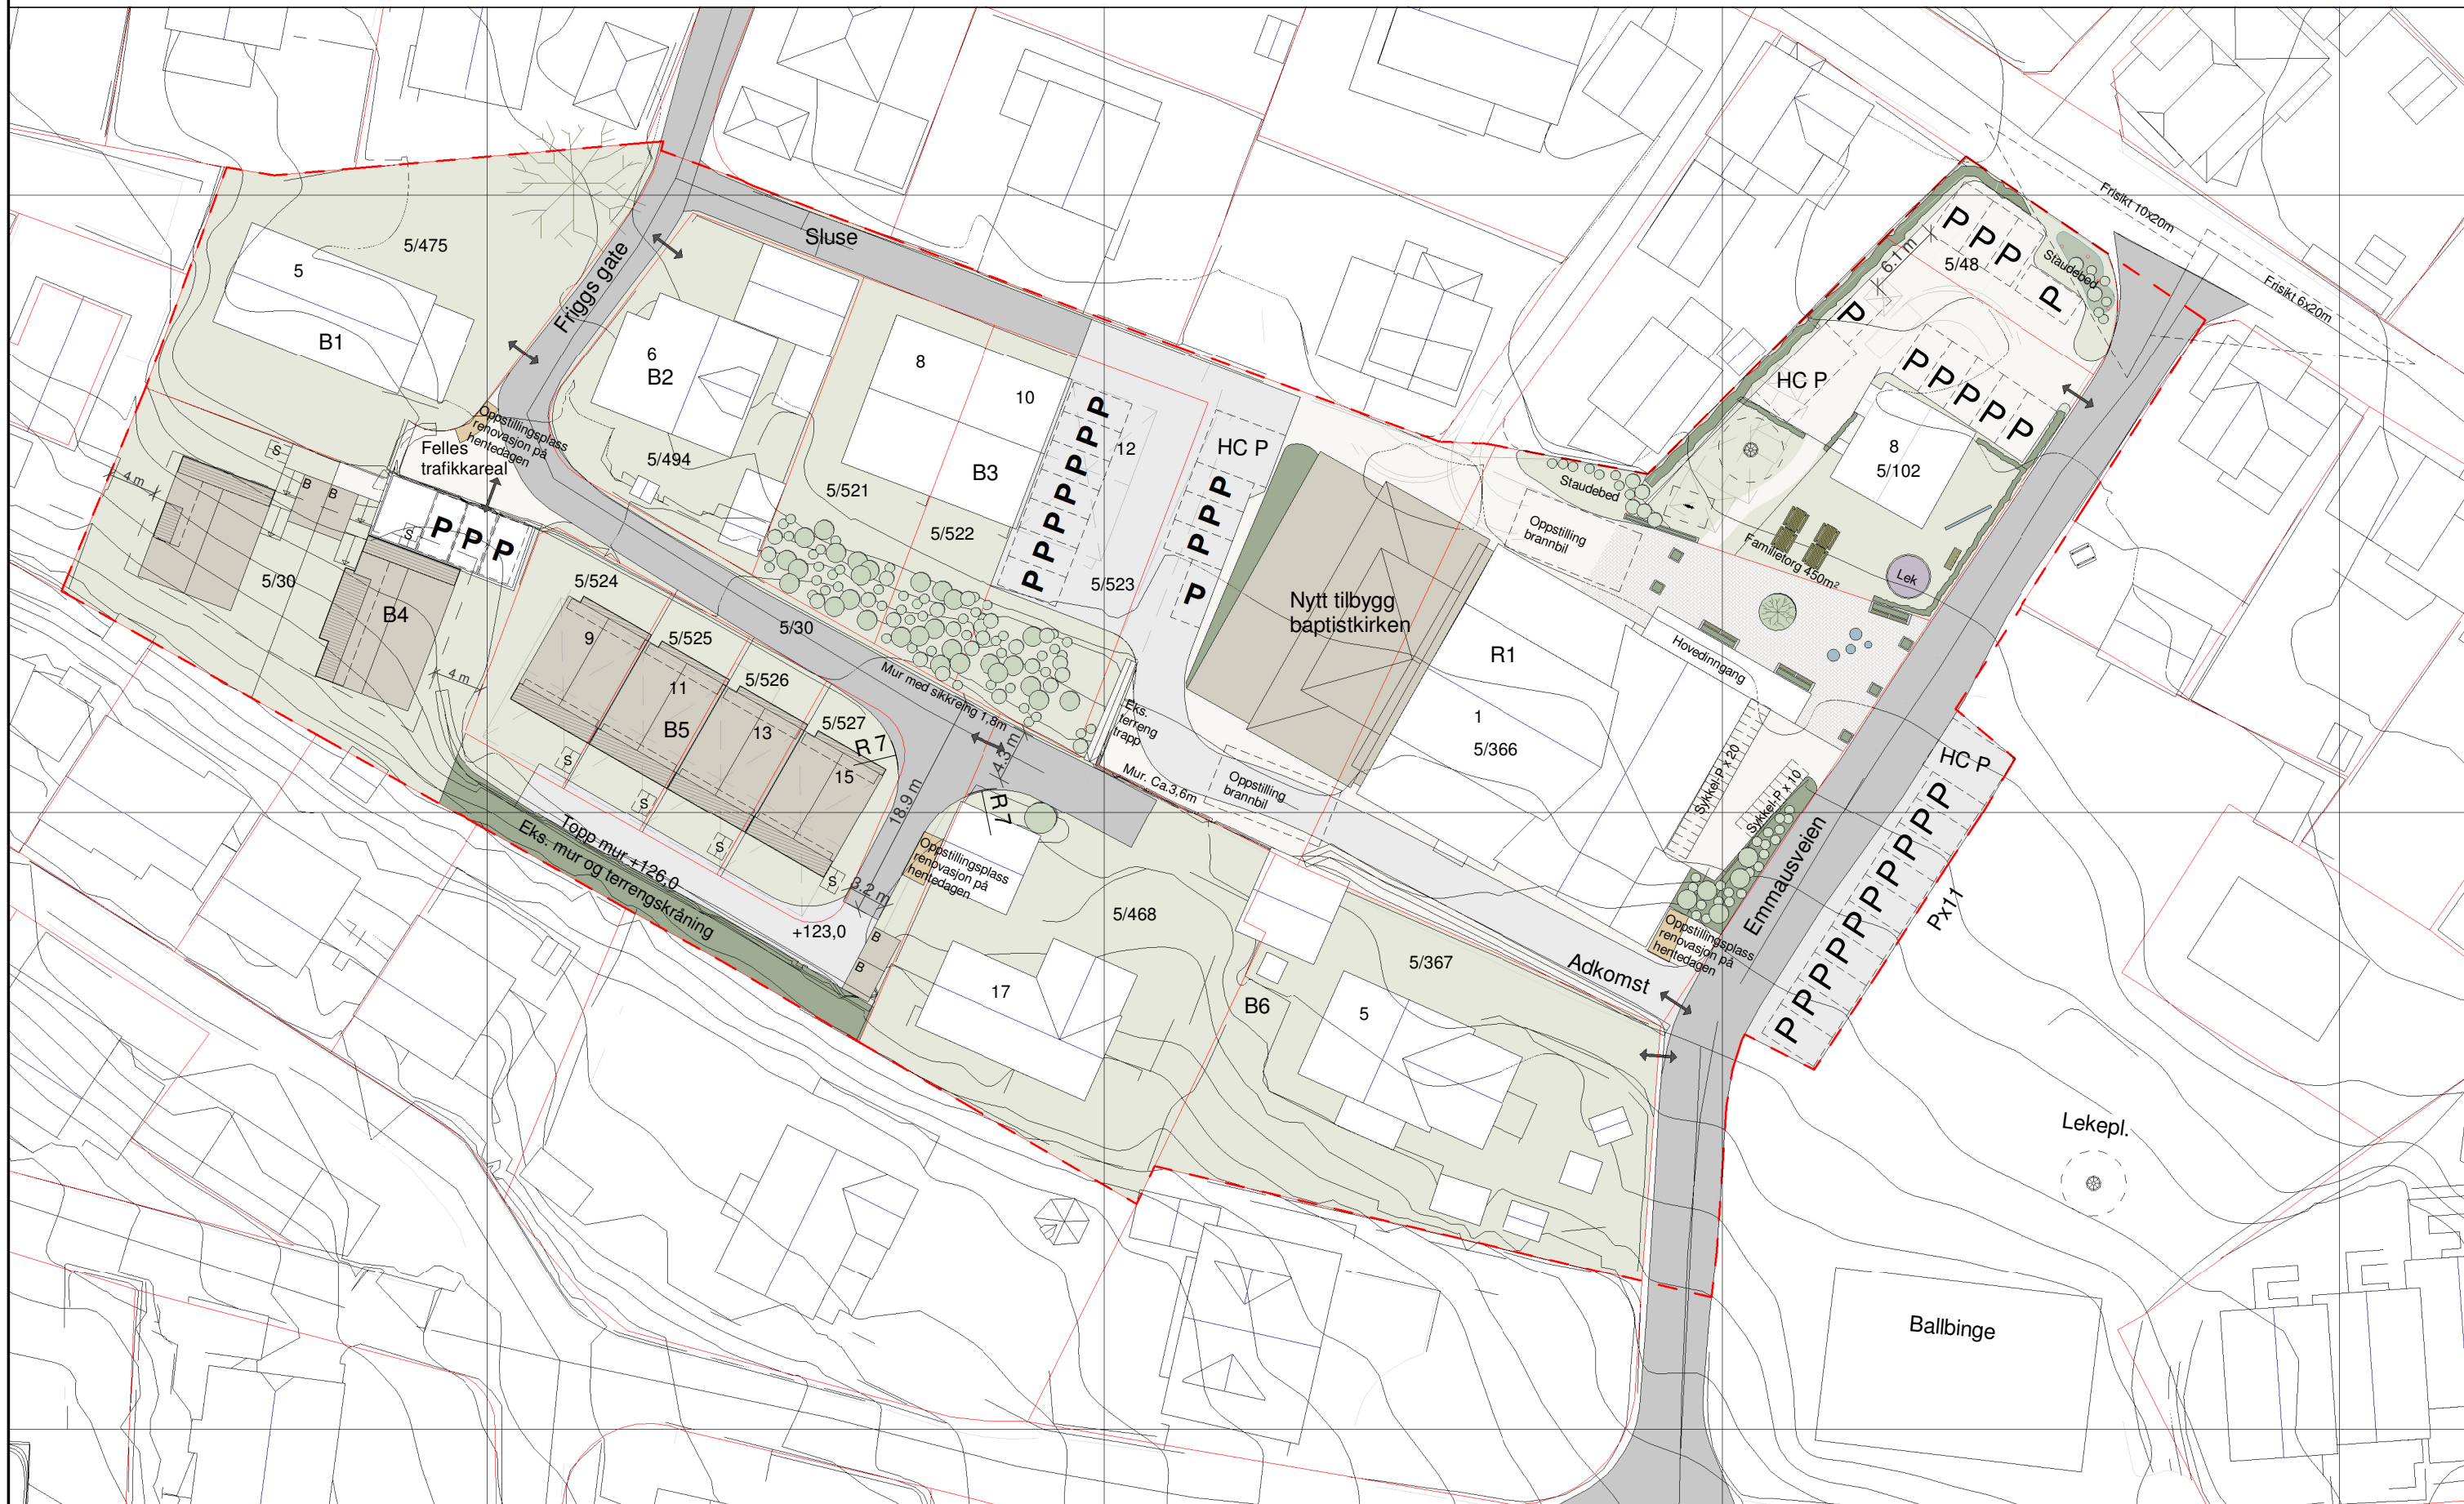 Frisikt 10x20m
Frisikt 6x20m
5/475
5
B1
Friggs gate
Sluse
6
B2
8
10
B3
12
5/494
5/521
5/522
5/523
P P P P P P
HC P
P P P
P
P P P
5/48
P
6.1 m
Staudebed
P
HC P
P P P P P
8
5/102
Oppstillingsplass
renovasjon på
hentedagen
Felles
trafikkareal
4 m
S
B
B
S
P P P
5/30
B4
4 m
5/524
5/525
5/526
5/527
5/30
9
11
B5
13
15
R 7
S
S
S
S
Mur med sikkreing 1,8m
4.3 m
R 7
18.9 m
3.2 m
Eks.
terreng
trapp
Mur. Ca.3,6m
Oppstilling
brannbil
Nytt tilbygg
baptistkirken
R1
1
5/366
Staudebed
Oppstilling
brannbil
Familietorg 450m²
Lek
Hovedinngang
Sykkel-P x 20
Sykkel-P x 10
HC P
P P P P P P P P P P
Px11
Emmausveien
Oppstillingsplass
renovasjon på
hentedagen
Adkomst
Topp mur +126,0
Eks. mur og terrengskråning
+123,0
B
B
Oppstillingsplass
renovasjon på
hentedagen
5/468
17
B6
5/367
5
Lekepl.
Ballbinge